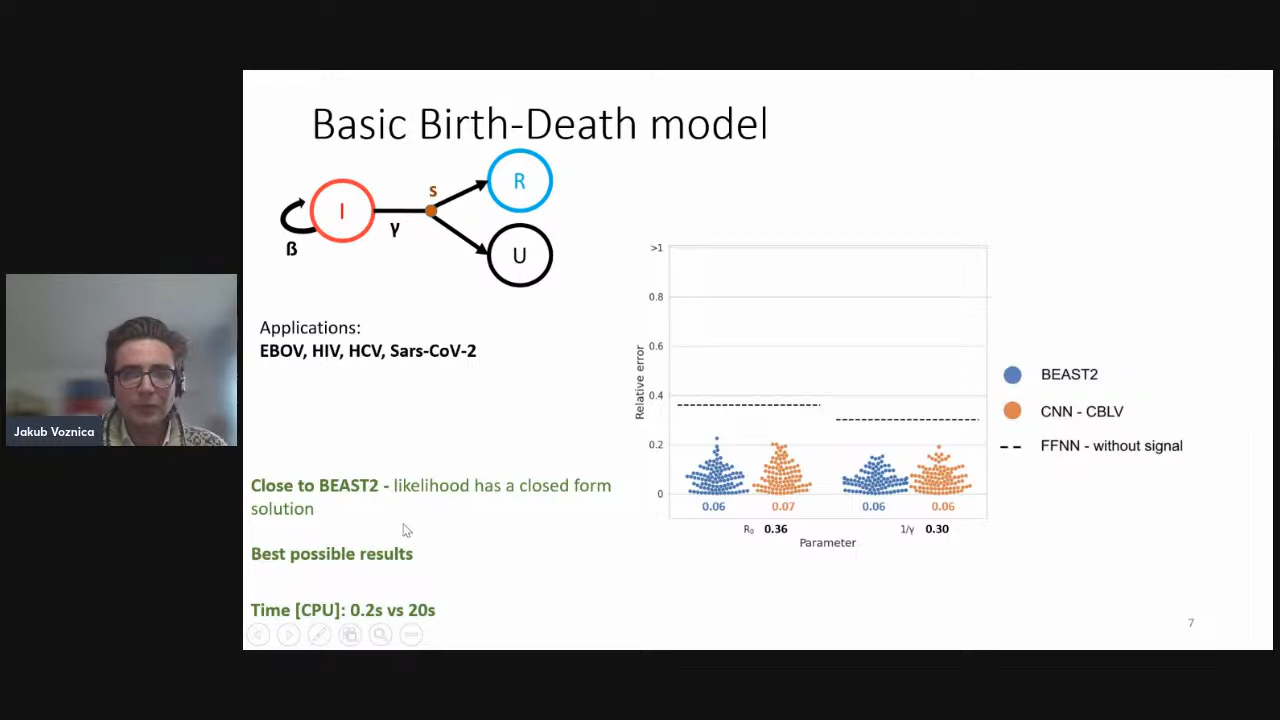 Basic Birth-Death model
I
ß
γ
s
R
U
Applications:
EBOV, HIV, HCV, Sars-CoV-2
Close to BEAST2 - likelihood has a closed form
solution
Best possible results
Time [CPU]: 0.2s vs 20s
>1
0.8
0.6
0.4
0.2
0
Relative error
0.06
0.07
0.06
0.06
R₀ 0.36
1/γ 0.30
Parameter
BEAST2
CNN - CBLV
FFNN - without signal
7
Jakub Voznica